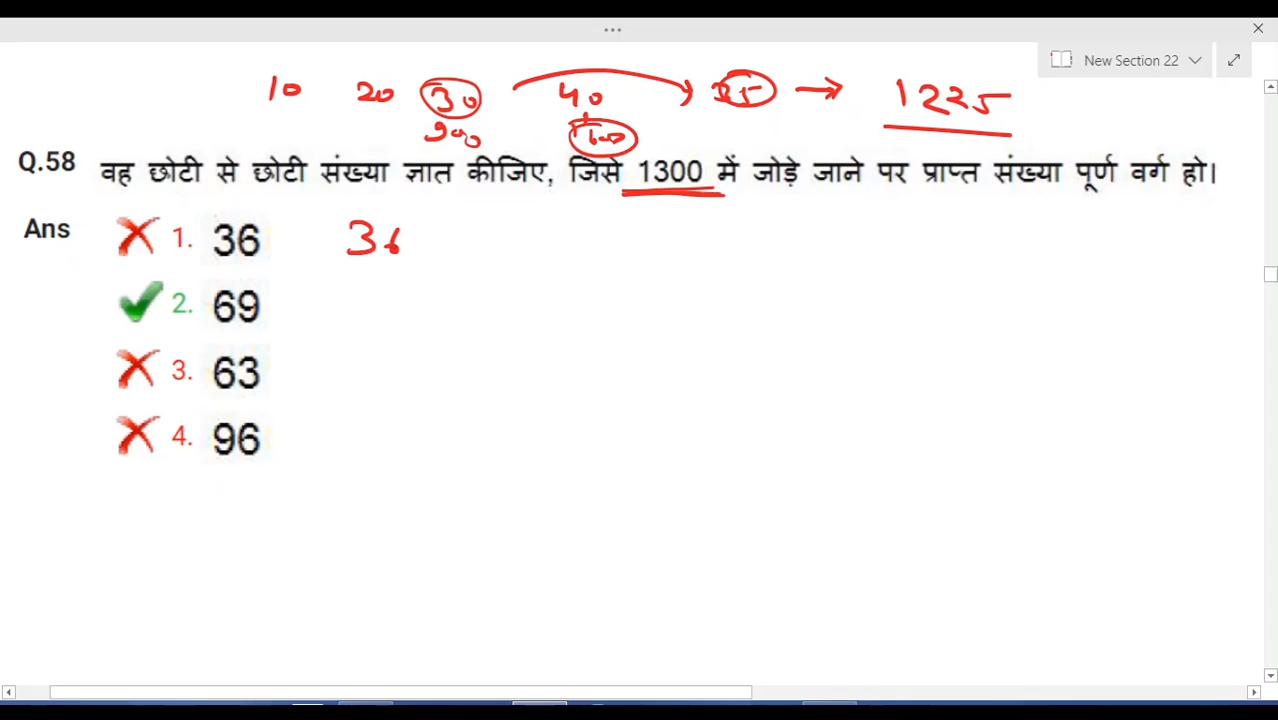 New Section 22
10 20 30 40 35 → 1225
900 1600
Q.58 वह छोटी से छोटी संख्या ज्ञात कीजिए, जिसे 1300 में जोड़े जाने पर प्राप्त संख्या पूर्ण वर्ग हो।
Ans 1. 36 36
2. 69
3. 63
4. 96